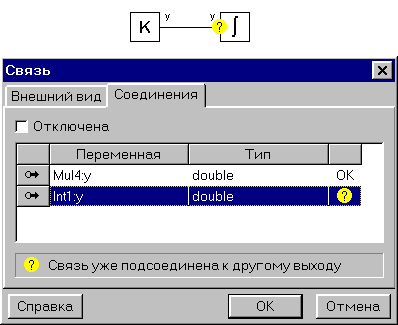 y y
K ? ∫
Связь
Внешний вид Соединения
Отключена
Переменная Тип
Mul4:y double OK
Int1:y double ?
? Связь уже подсоединена к другому выходу
Справка OK Отмена